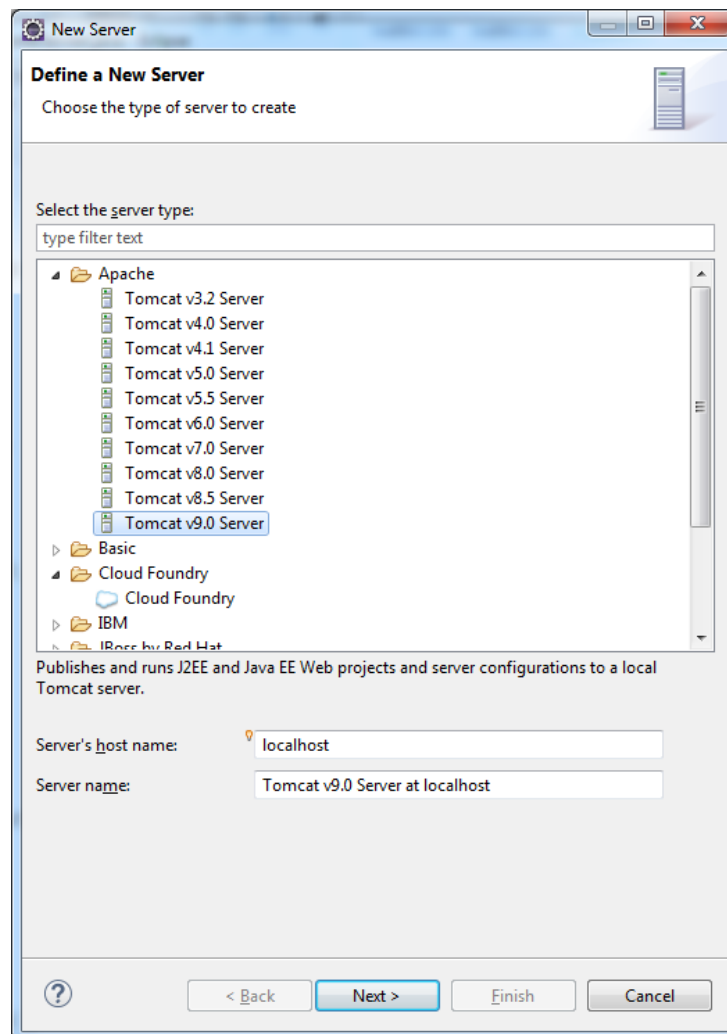 New Server
Define a New Server
Choose the type of server to create
Select the server type:
type filter text
Apache
Tomcat v3.2 Server
Tomcat v4.0 Server
Tomcat v4.1 Server
Tomcat v5.0 Server
Tomcat v5.5 Server
Tomcat v6.0 Server
Tomcat v7.0 Server
Tomcat v8.0 Server
Tomcat v8.5 Server
Tomcat v9.0 Server
Basic
Cloud Foundry
Cloud Foundry
IBM
JBoss by Red Hat
Publishes and runs J2EE and Java EE Web projects and server configurations to a local
Tomcat server.
Server's host name: localhost
Server name: Tomcat v9.0 Server at localhost
? < Back Next > Finish Cancel